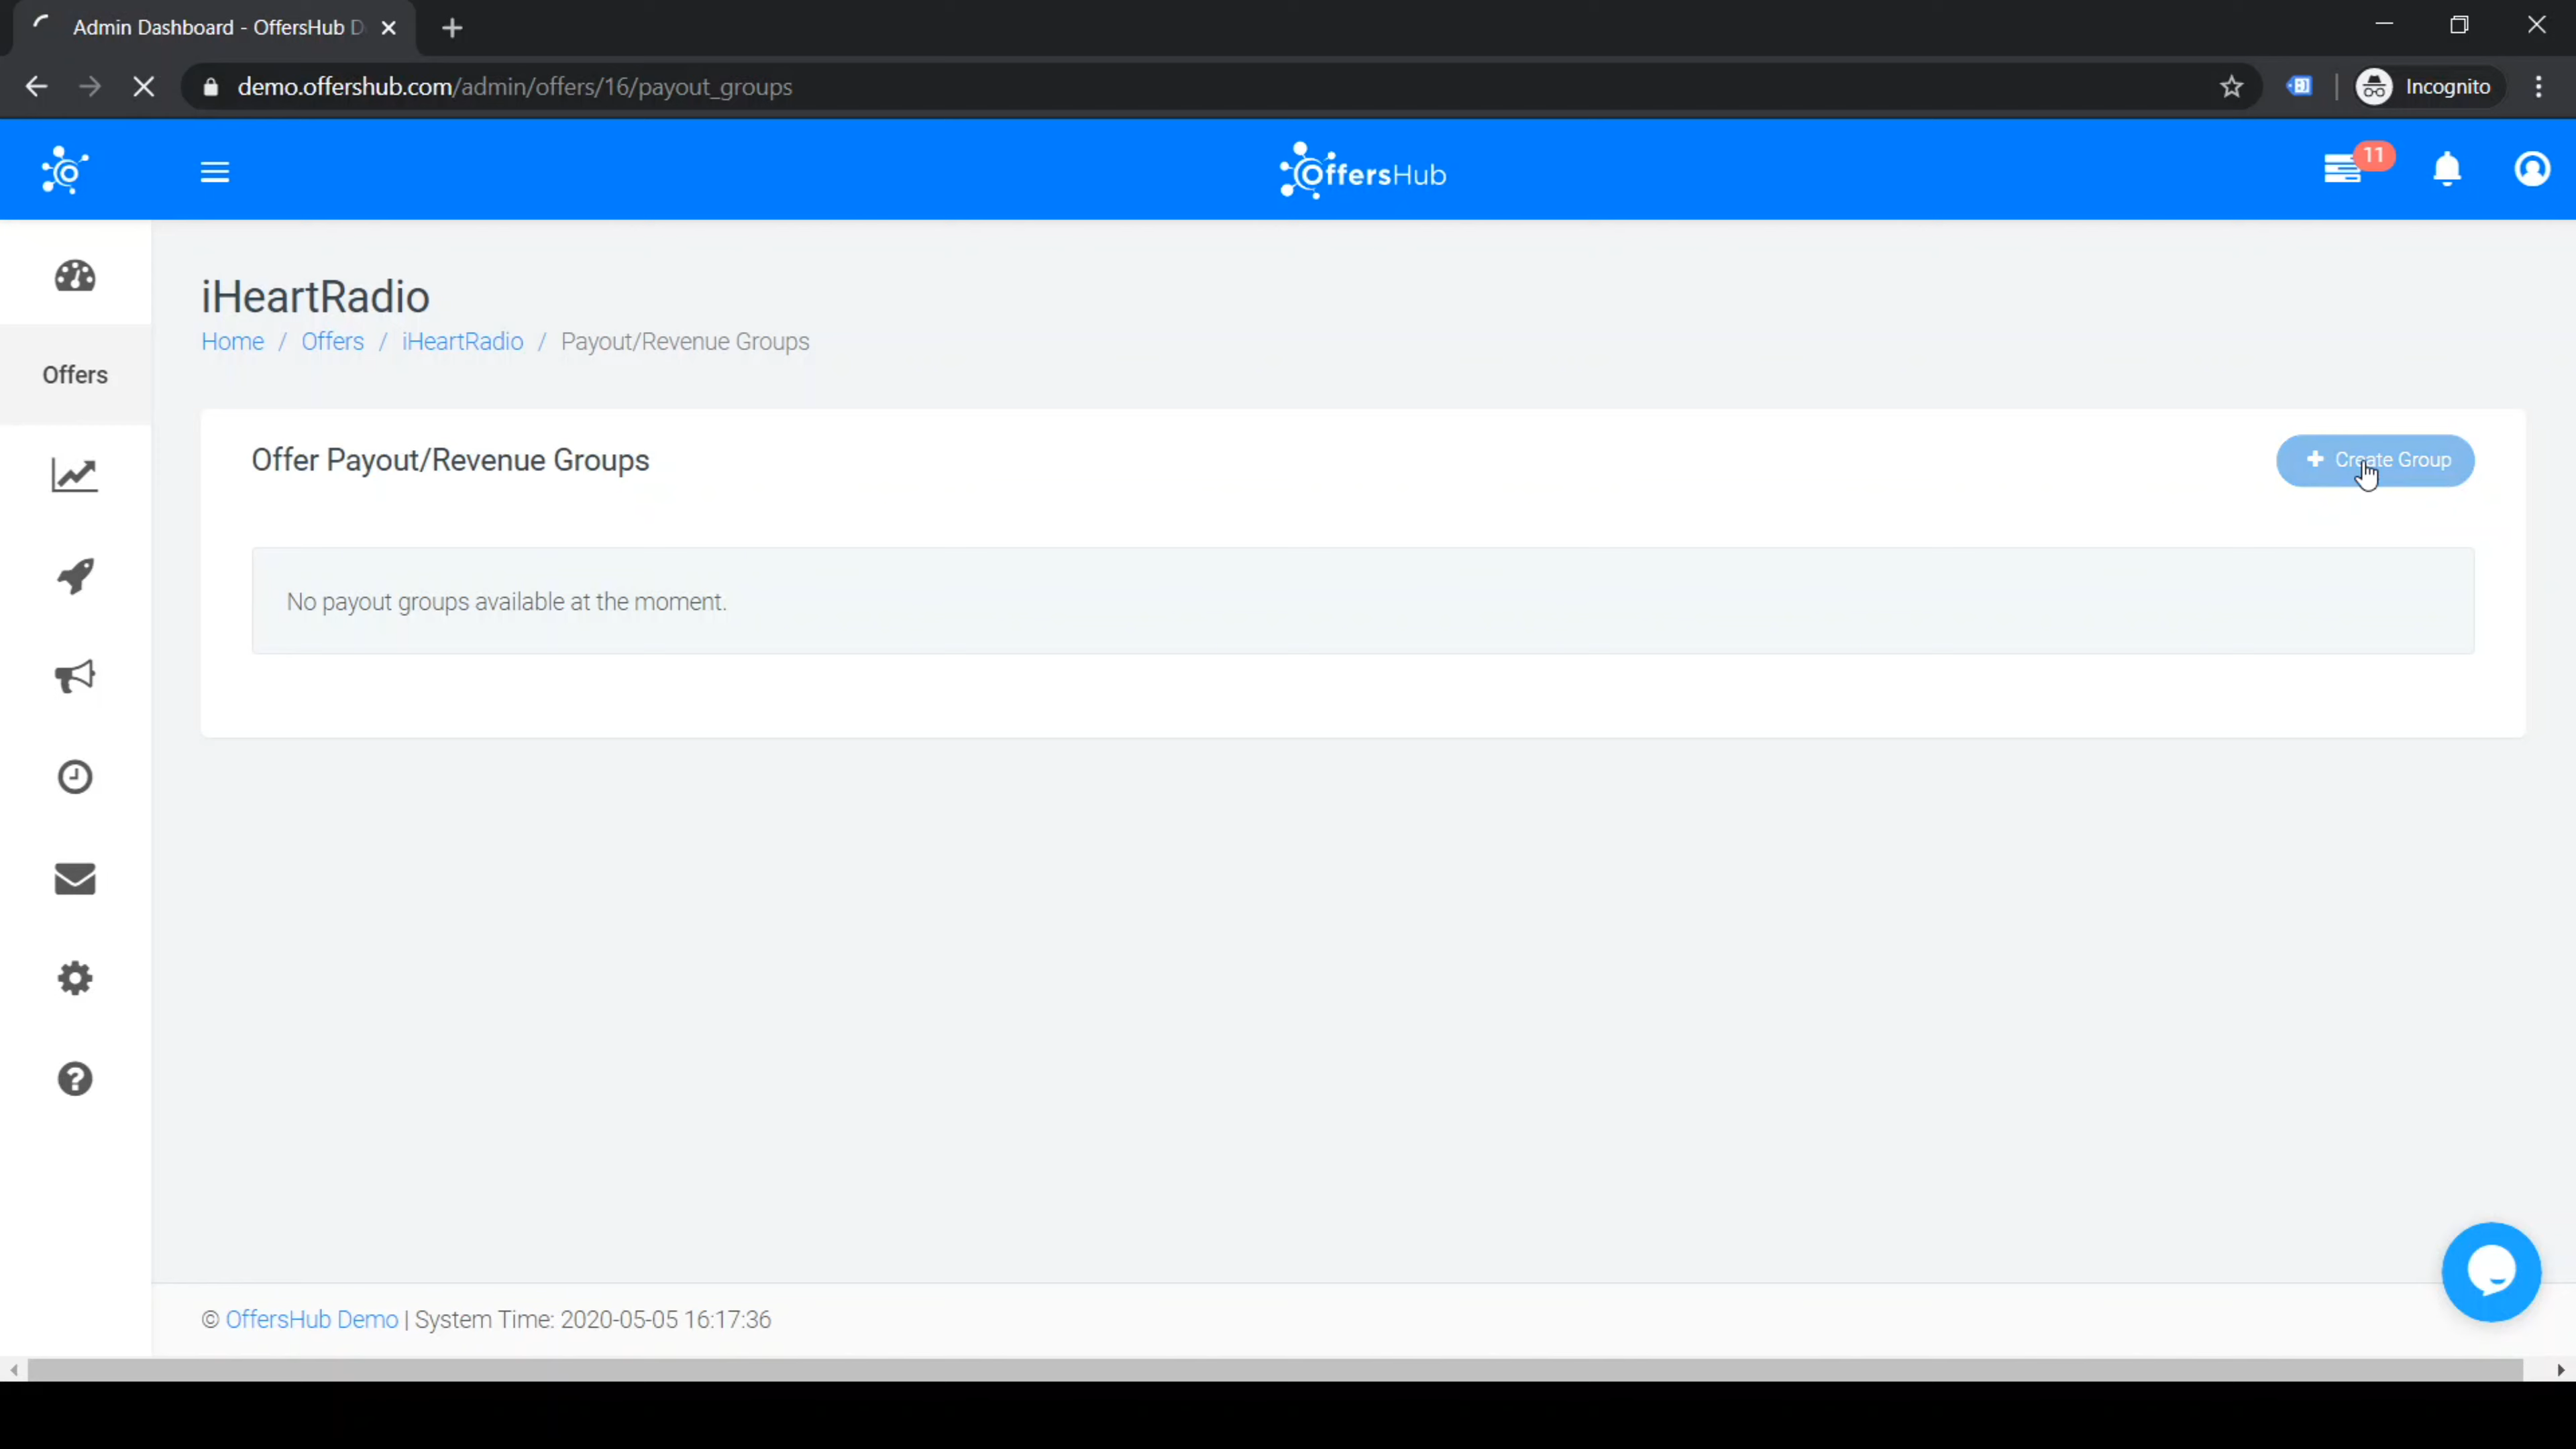 Admin Dashboard - OffersHub D
demo.offershub.com/admin/offers/16/payout_groups
Incognito
OffersHub
11
iHeartRadio
Home / Offers / iHeartRadio / Payout/Revenue Groups
Offers
Offer Payout/Revenue Groups
+ Create Group
No payout groups available at the moment.
© OffersHub Demo | System Time: 2020-05-05 16:17:36